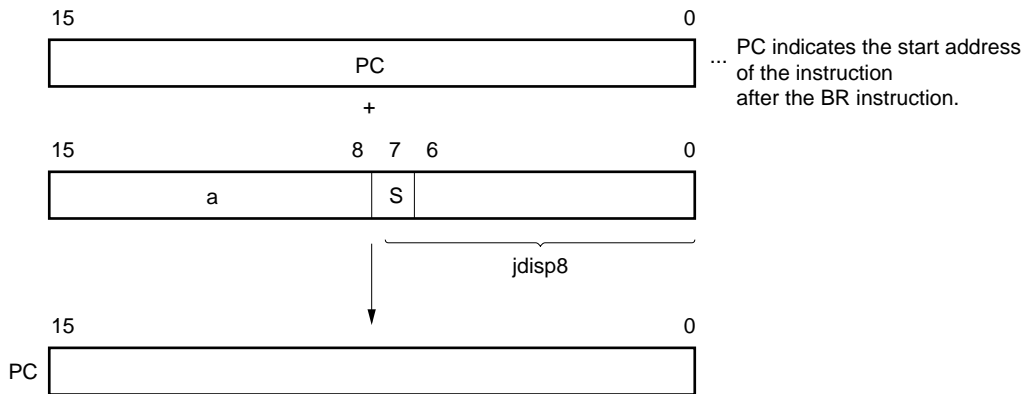 15 0
PC
... PC indicates the start address
of the instruction
after the BR instruction.
+
15 8 7 6 0
a S
jdisp8
15 0
PC